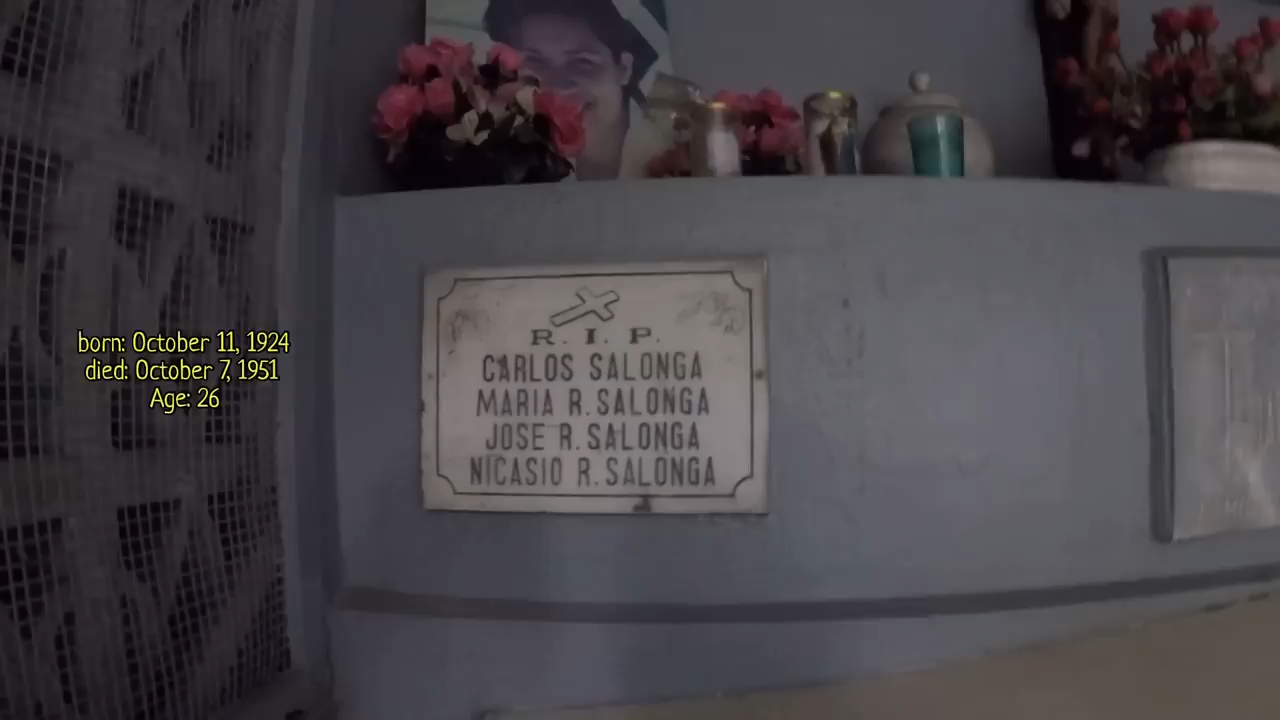 born: October 11, 1924
died: October 7, 1951
Age: 26
R. I. P.
CARLOS SALONGA
MARIA R. SALONGA
JOSE R. SALONGA
NICASIO R. SALONGA